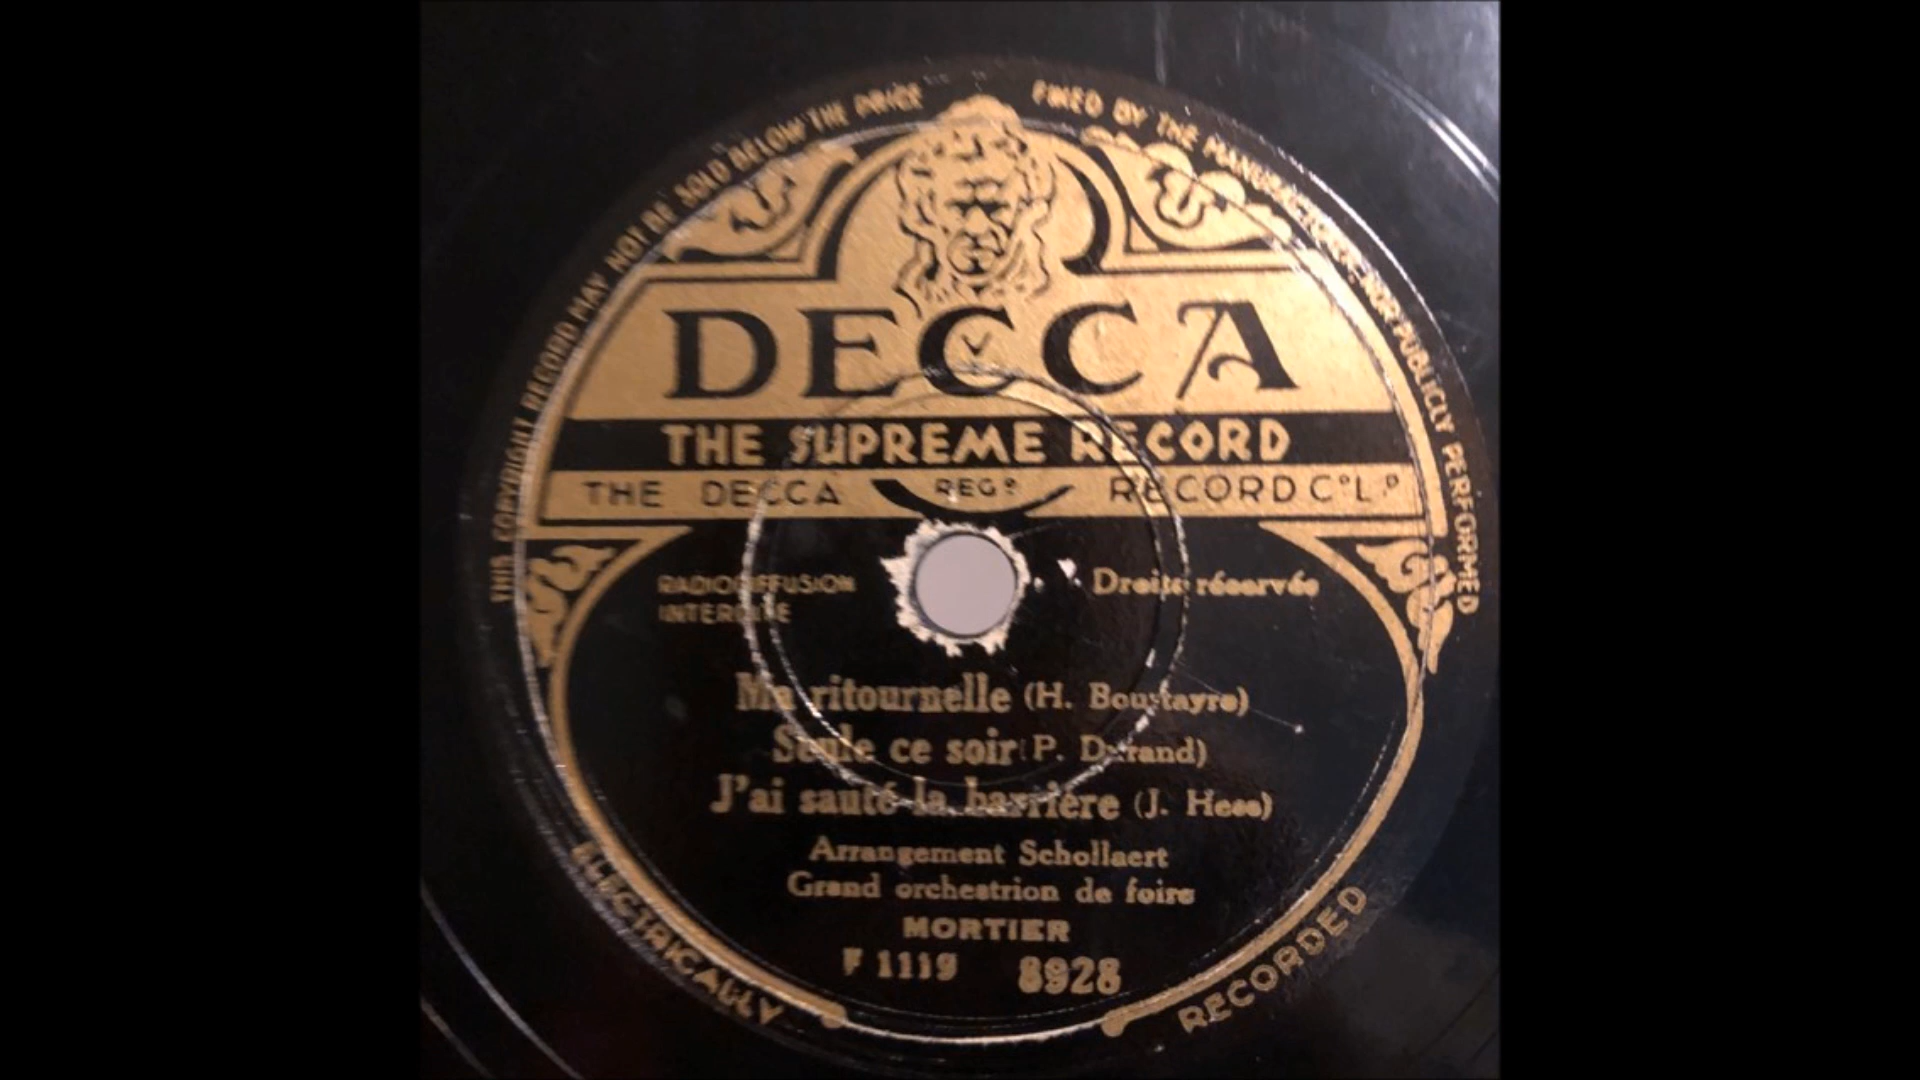 THIS COPYRIGHT RECORD MAY NOT BE SOLD BELOW THE PRICE FIXED BY THE MANUFACTURERS, NOR PUBLICLY PERFORMED
DECCA
THE SUPREME RECORD
THE DECCA REGD RECORD Co LD
RADIODIFFUSION Droits réservés
INTERDITE
Ma ritournelle (H. Bourtayre)
Seule ce soir (P. Durand)
J'ai sauté la barrière (J. Hess)
Arrangement Schollaert
Grand orchestrion de foire
MORTIER
F 1119 8928
ELECTRICALLY RECORDED